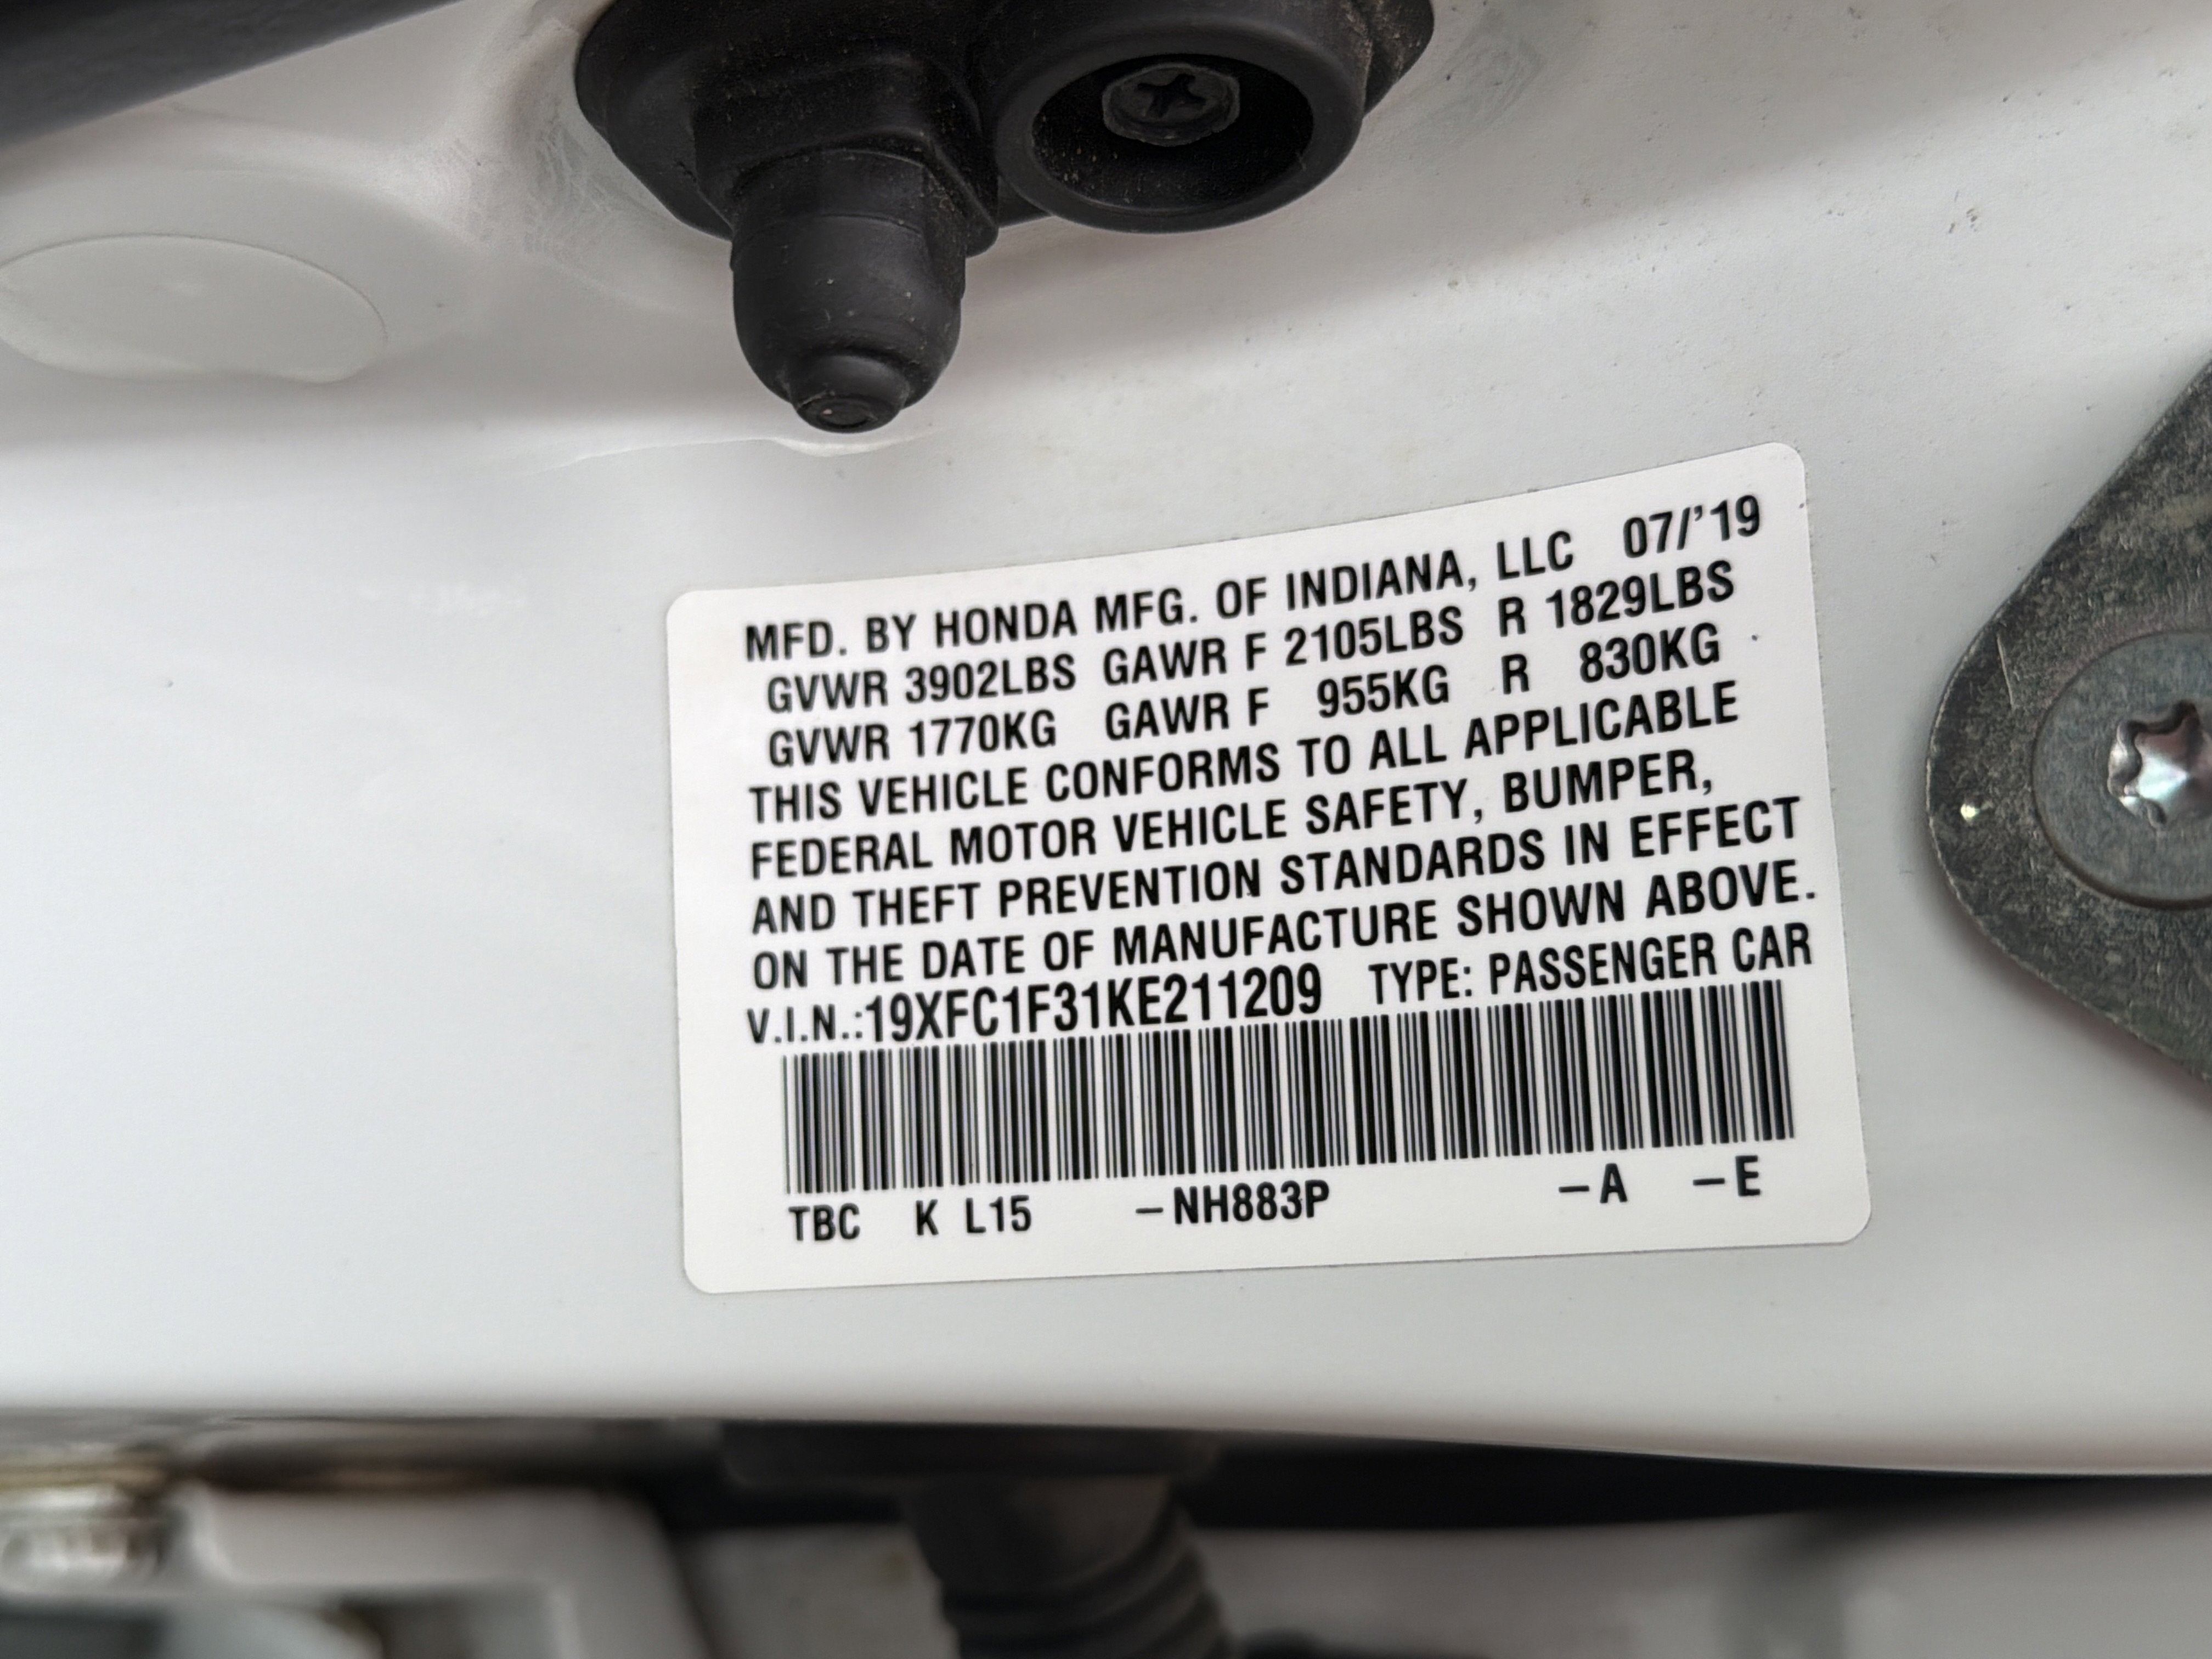 MFD. BY HONDA MFG. OF INDIANA, LLC 07/'19
GVWR 3902LBS GAWR F 2105LBS R 1829LBS
GVWR 1770KG GAWR F 955KG R 830KG
THIS VEHICLE CONFORMS TO ALL APPLICABLE
FEDERAL MOTOR VEHICLE SAFETY, BUMPER,
AND THEFT PREVENTION STANDARDS IN EFFECT
ON THE DATE OF MANUFACTURE SHOWN ABOVE.
V.I.N.:19XFC1F31KE211209 TYPE: PASSENGER CAR
TBC K L15 –NH883P –A –E